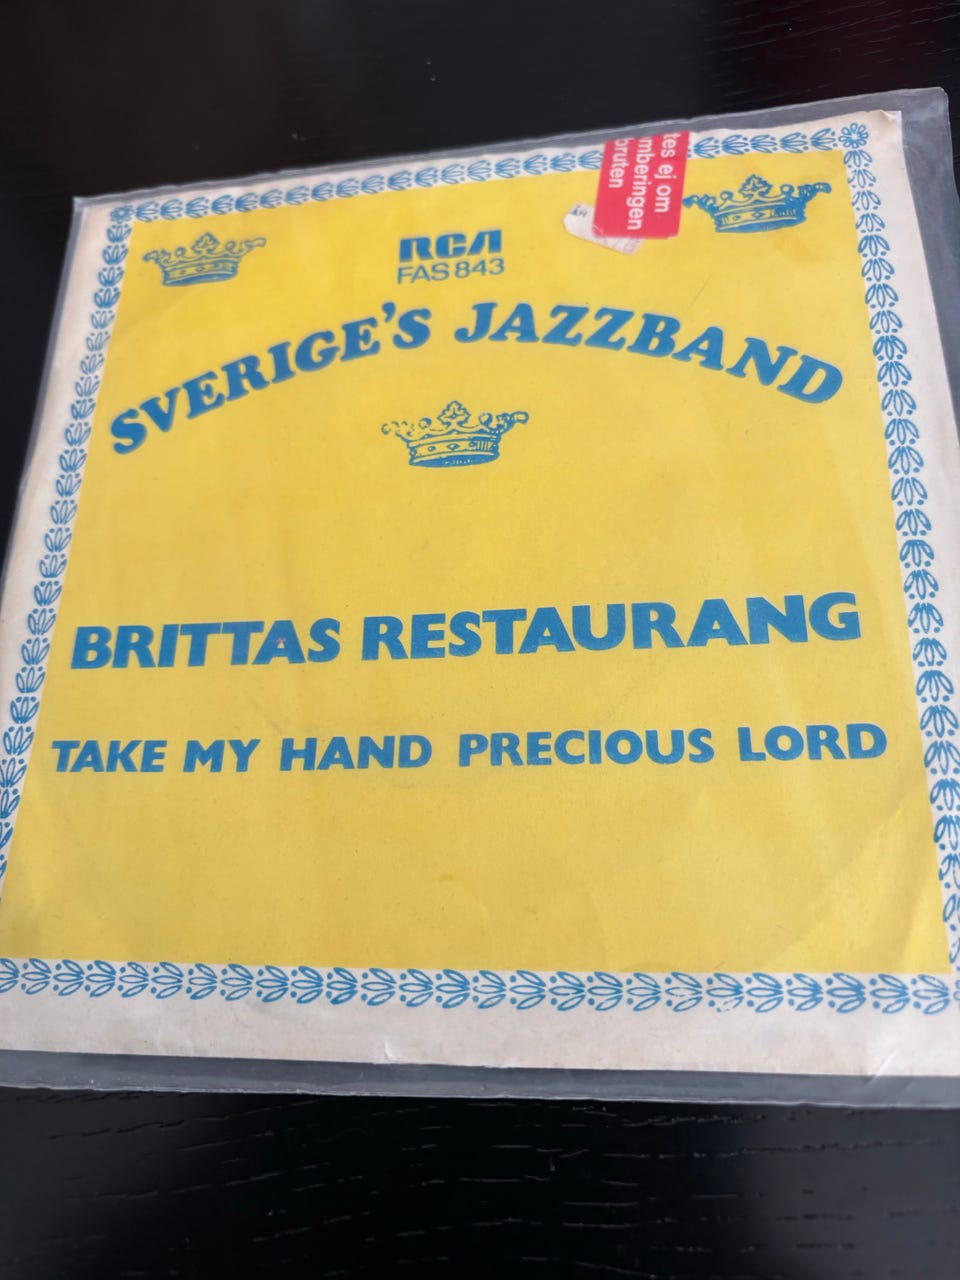 RCA
FAS 843
tes ej om
mberingen
bruten
SVERIGE'S JAZZBAND
BRITTAS RESTAURANG
TAKE MY HAND PRECIOUS LORD